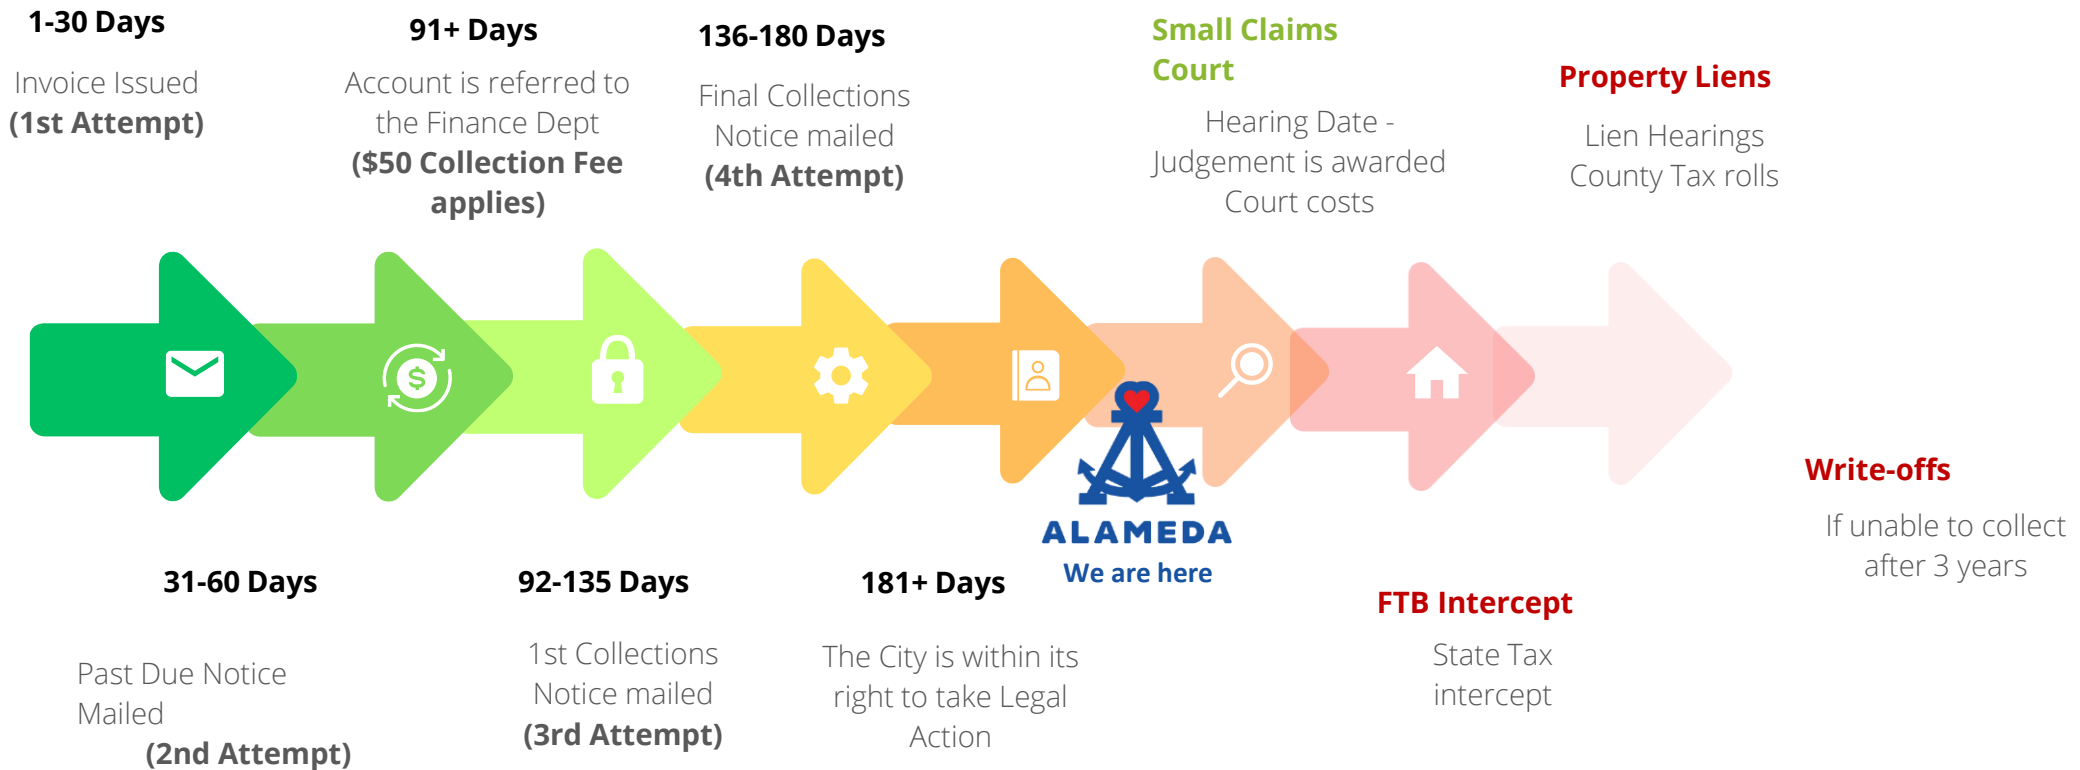 1-30 Days
Invoice Issued
(1st Attempt)
91+ Days
Account is referred to
the Finance Dept
($50 Collection Fee
applies)
136-180 Days
Final Collections
Notice mailed
(4th Attempt)
Small Claims
Court
Hearing Date -
Judgement is awarded
Court costs
Property Liens
Lien Hearings
County Tax rolls
$
ALAMEDA
We are here
31-60 Days
Past Due Notice
Mailed
(2nd Attempt)
92-135 Days
1st Collections
Notice mailed
(3rd Attempt)
181+ Days
The City is within its
right to take Legal
Action
FTB Intercept
State Tax
intercept
Write-offs
If unable to collect
after 3 years